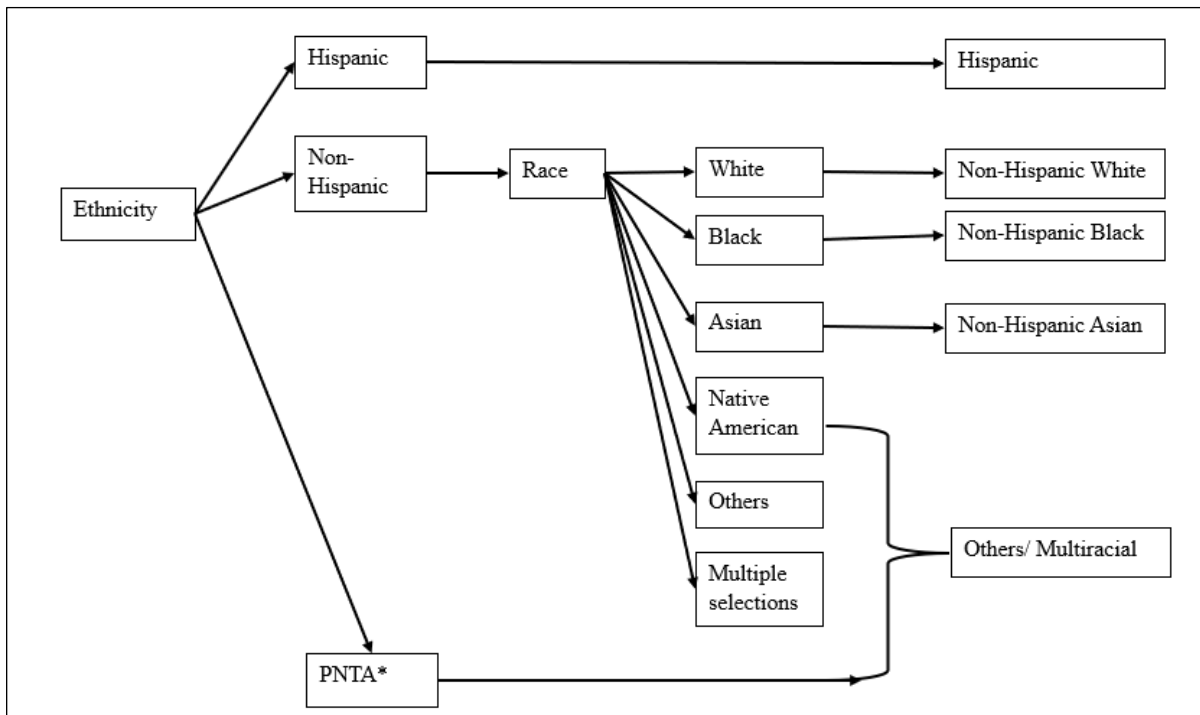 Hispanic
Hispanic
Non-
Hispanic
Race
White
Non-Hispanic White
Ethnicity
Black
Non-Hispanic Black
Asian
Non-Hispanic Asian
Native
American
Others
Others/ Multiracial
Multiple
selections
PNTA*